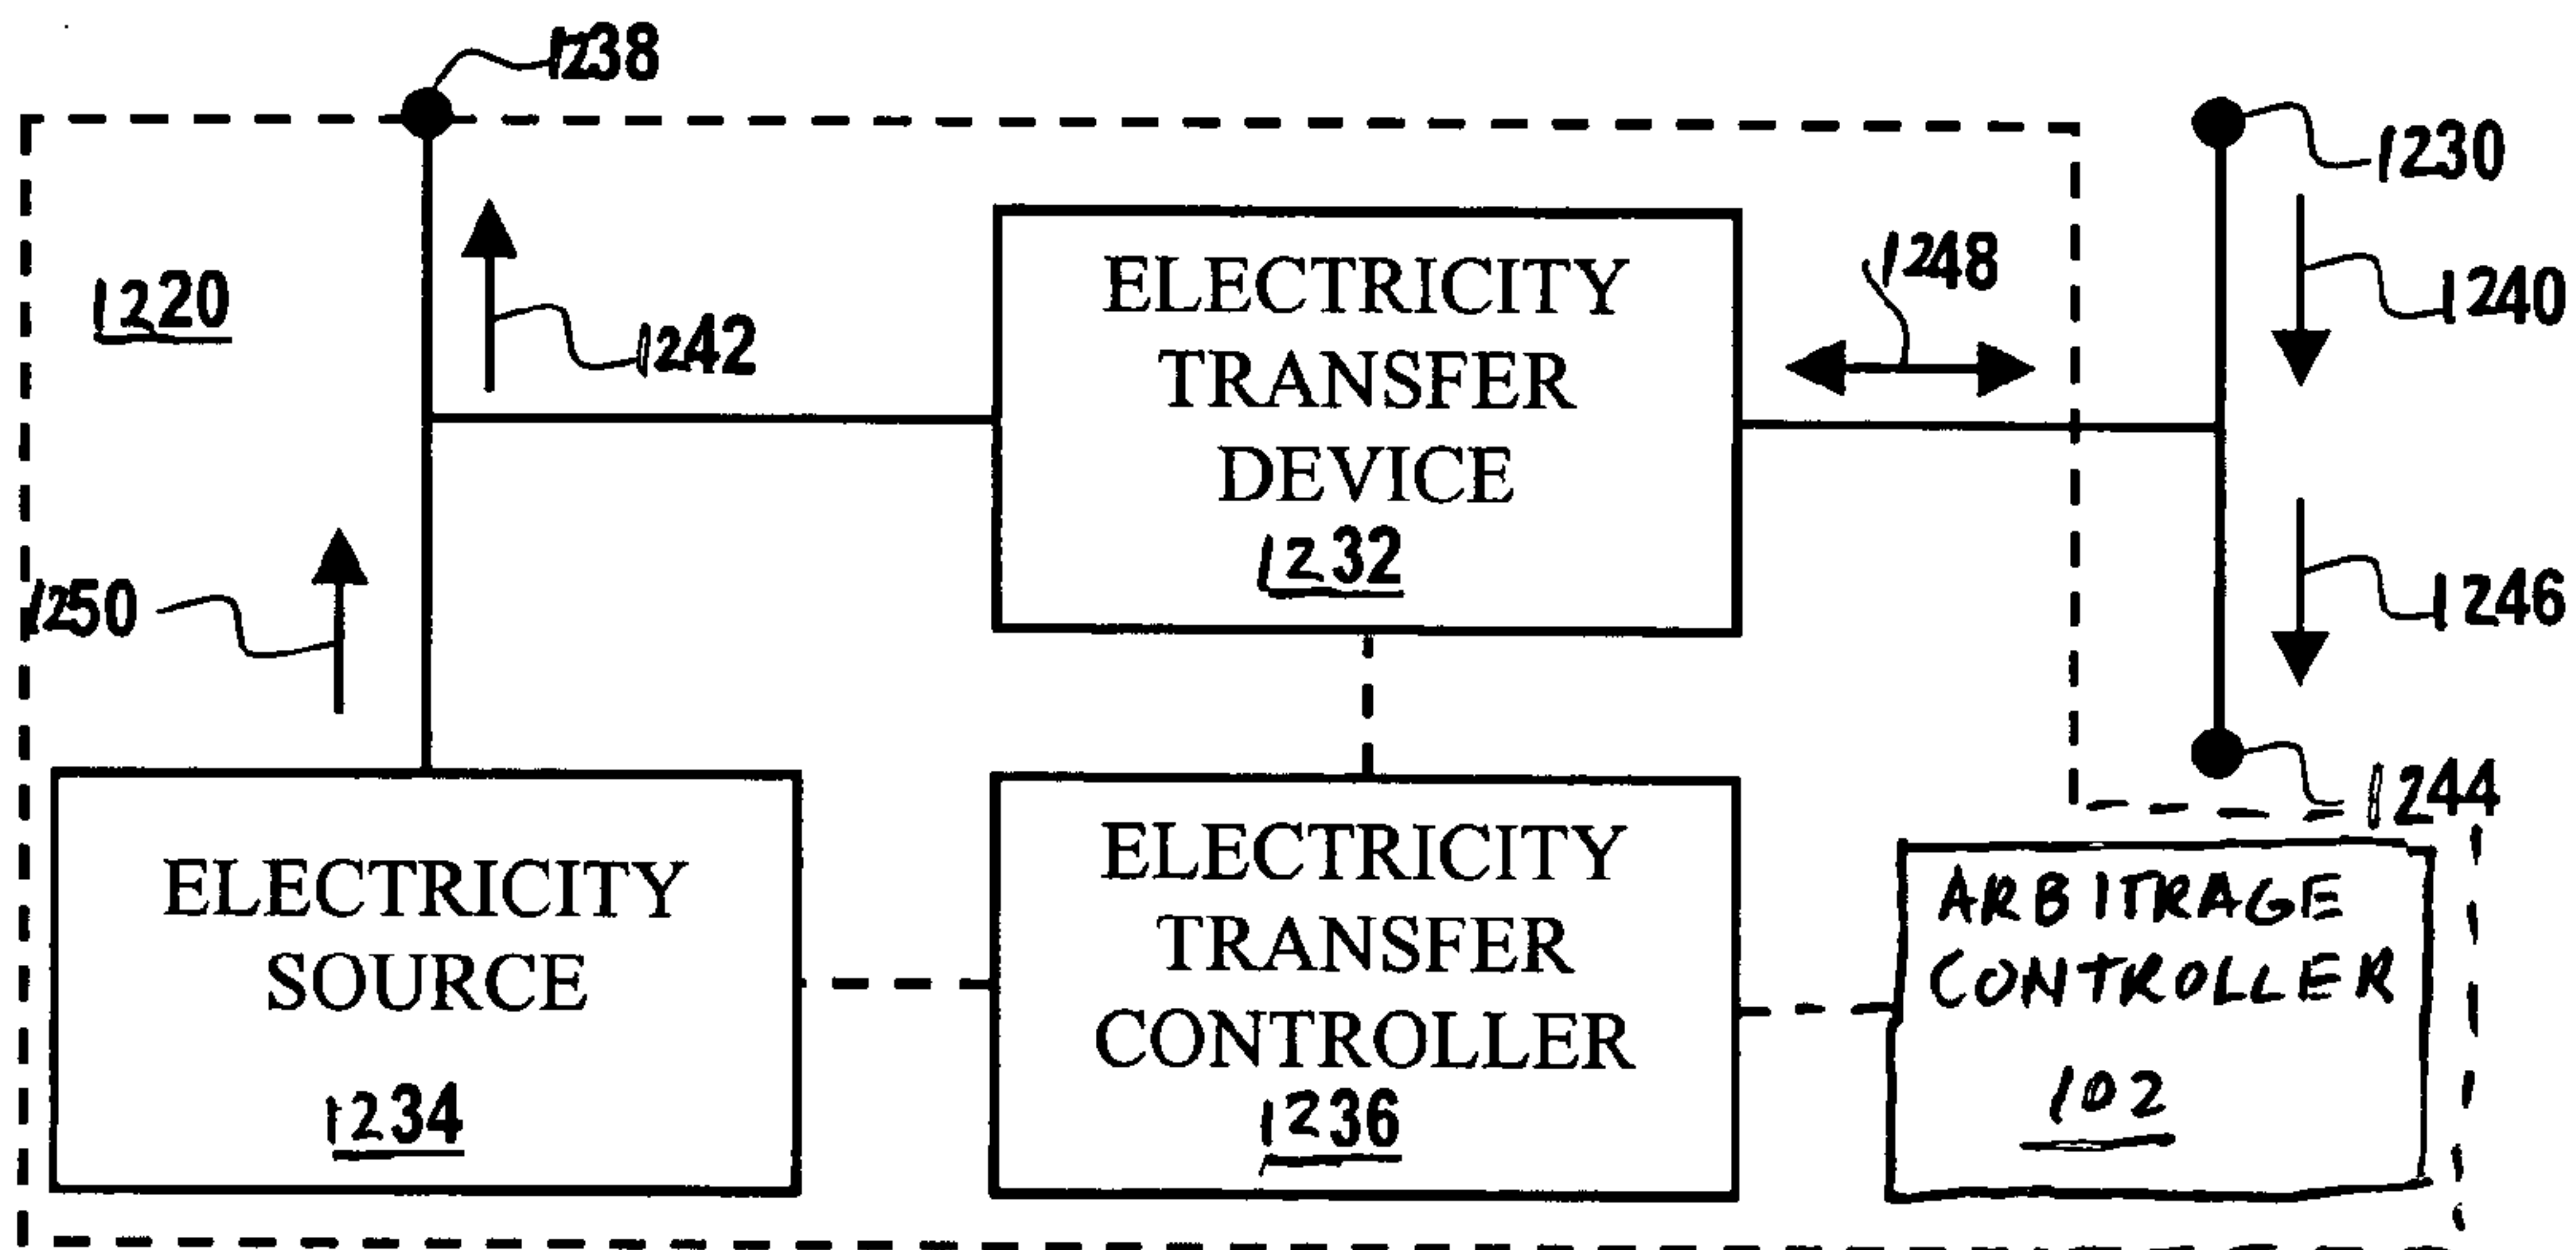 1238
1230
1220
1242
ELECTRICITY
TRANSFER
DEVICE
1232
1248
1240
1250
1246
1244
ELECTRICITY
SOURCE
1234
ELECTRICITY
TRANSFER
CONTROLLER
1236
ARBITRAGE
CONTROLLER
102